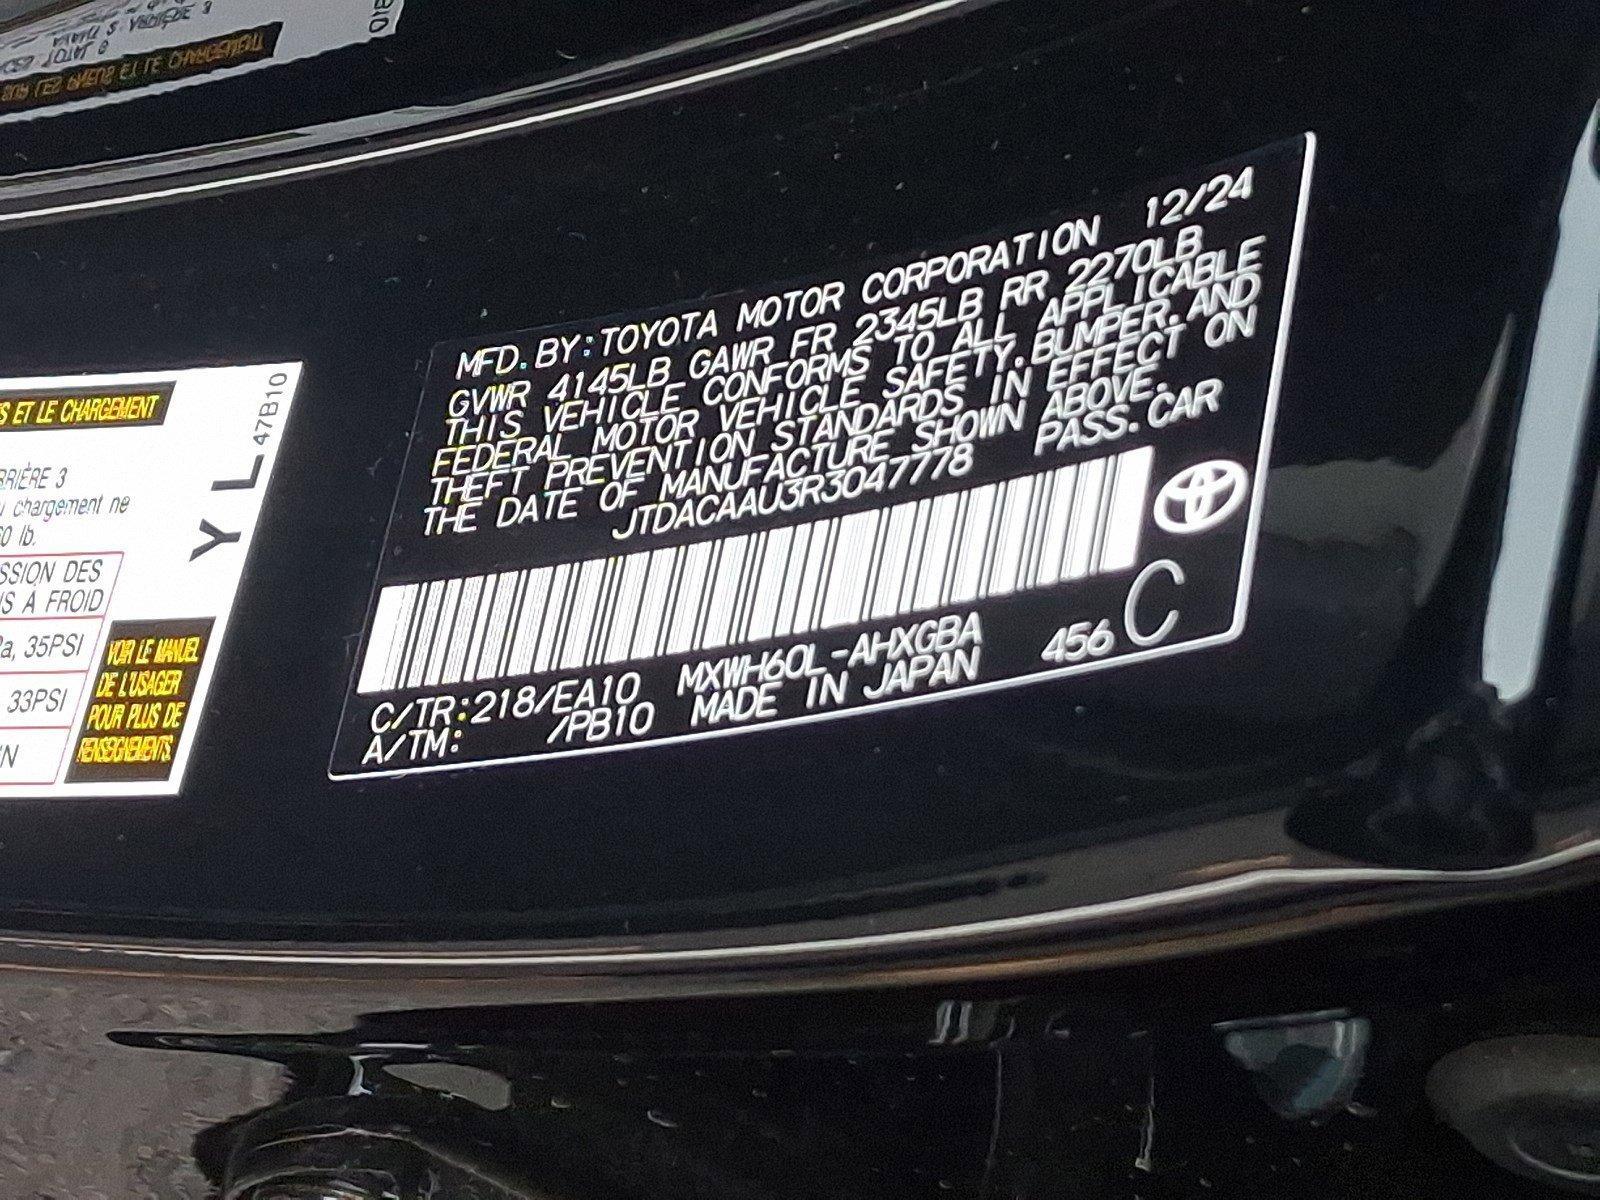 S ET LE CHARGEMENT
RRIÈRE 3
chargement ne
0 lb.
SSION DES
S A FROID
a, 35PSI
33PSI
N
VOIR LE MANUEL
DE L'USAGER
POUR PLUS DE
RENSEIGNEMENTS.
Y L 47B10
MFD. BY: TOYOTA MOTOR CORPORATION 12/24
GVWR 4145LB GAWR FR 2345LB RR 2270LB
THIS VEHICLE CONFORMS TO ALL APPLICABLE
FEDERAL MOTOR VEHICLE SAFETY, BUMPER, AND
THEFT PREVENTION STANDARDS IN EFFECT ON
THE DATE OF MANUFACTURE SHOWN ABOVE.
JTDACAAU3R3047778 PASS. CAR
C/TR:218/EA10 MXWH60L-AHXGBA 456 C
A/TM: /PB10 MADE IN JAPAN